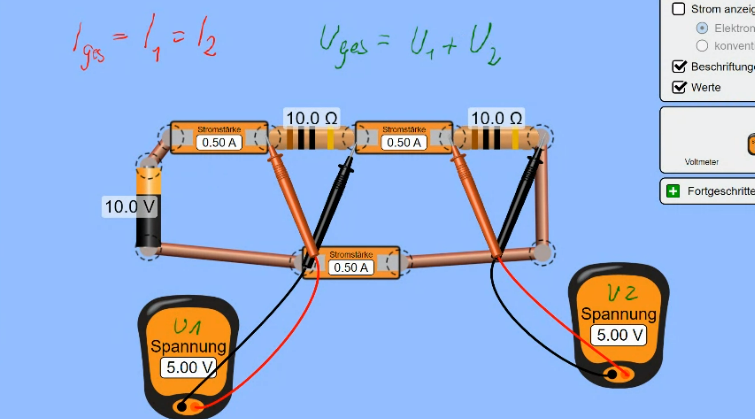 I ges = I1 = I2
Uges = U1 + U2
Strom anzeig
Elektron
konvent
Beschriftunge
Werte
Voltmeter
Fortgeschritte
10.0 Ω
10.0 Ω
Stromstärke
0.50 A
Stromstärke
0.50 A
10.0 V
Stromstärke
0.50 A
U1
Spannung
5.00 V
U2
Spannung
5.00 V